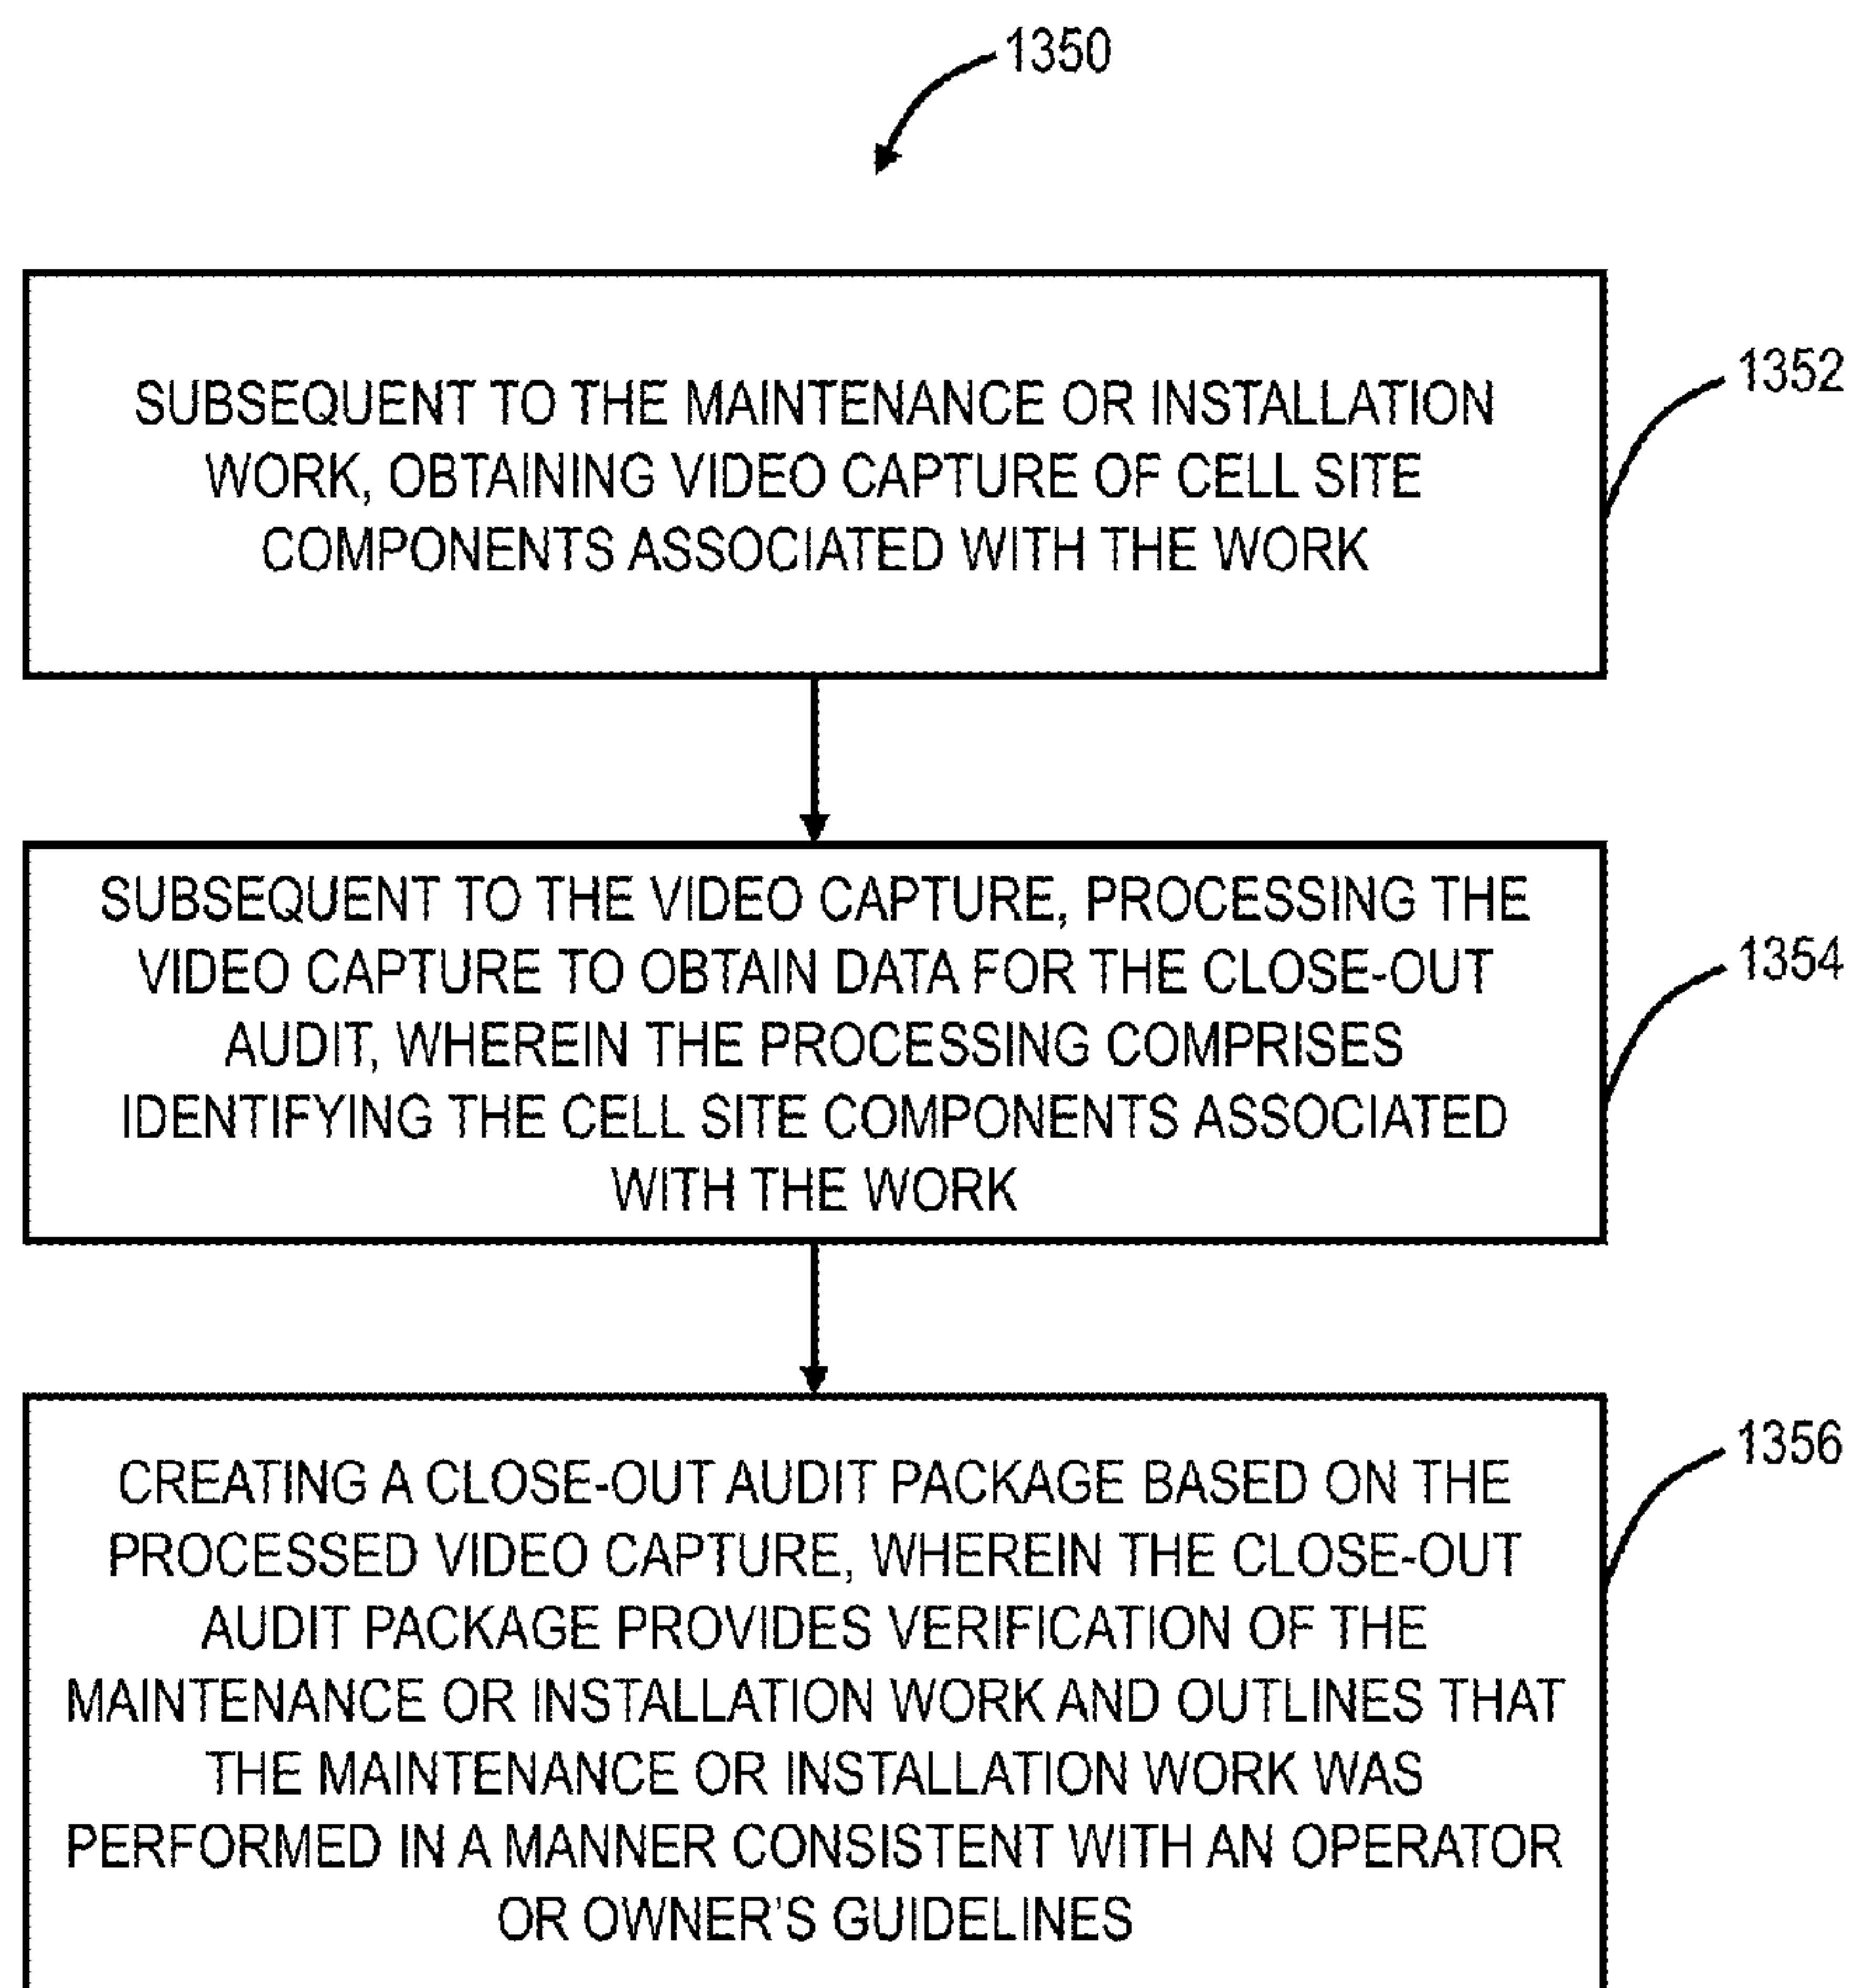 1350
SUBSEQUENT TO THE MAINTENANCE OR INSTALLATION
WORK, OBTAINING VIDEO CAPTURE OF CELL SITE
COMPONENTS ASSOCIATED WITH THE WORK
1352
SUBSEQUENT TO THE VIDEO CAPTURE, PROCESSING THE
VIDEO CAPTURE TO OBTAIN DATA FOR THE CLOSE-OUT
AUDIT, WHEREIN THE PROCESSING COMPRISES
IDENTIFYING THE CELL SITE COMPONENTS ASSOCIATED
WITH THE WORK
1354
CREATING A CLOSE-OUT AUDIT PACKAGE BASED ON THE
PROCESSED VIDEO CAPTURE, WHEREIN THE CLOSE-OUT
AUDIT PACKAGE PROVIDES VERIFICATION OF THE
MAINTENANCE OR INSTALLATION WORK AND OUTLINES THAT
THE MAINTENANCE OR INSTALLATION WORK WAS
PERFORMED IN A MANNER CONSISTENT WITH AN OPERATOR
OR OWNER'S GUIDELINES
1356